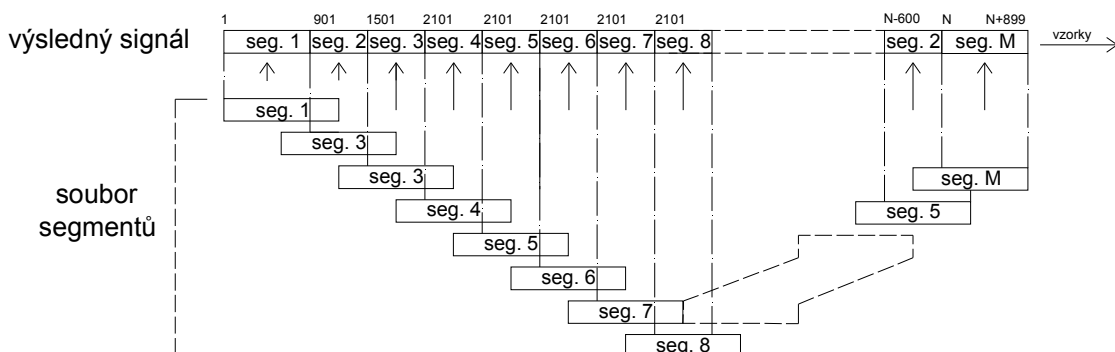 1 901 1501 2101 2101 2101 2101 2101 N-600 N N+899
výsledný signál seg. 1 seg. 2 seg. 3 seg. 4 seg. 5 seg. 6 seg. 7 seg. 8 seg. 2 seg. M vzorky
seg. 1
seg. 3
seg. 3
seg. M
soubor
segmentů
seg. 4
seg. 5
seg. 5
seg. 6
seg. 7
seg. 8